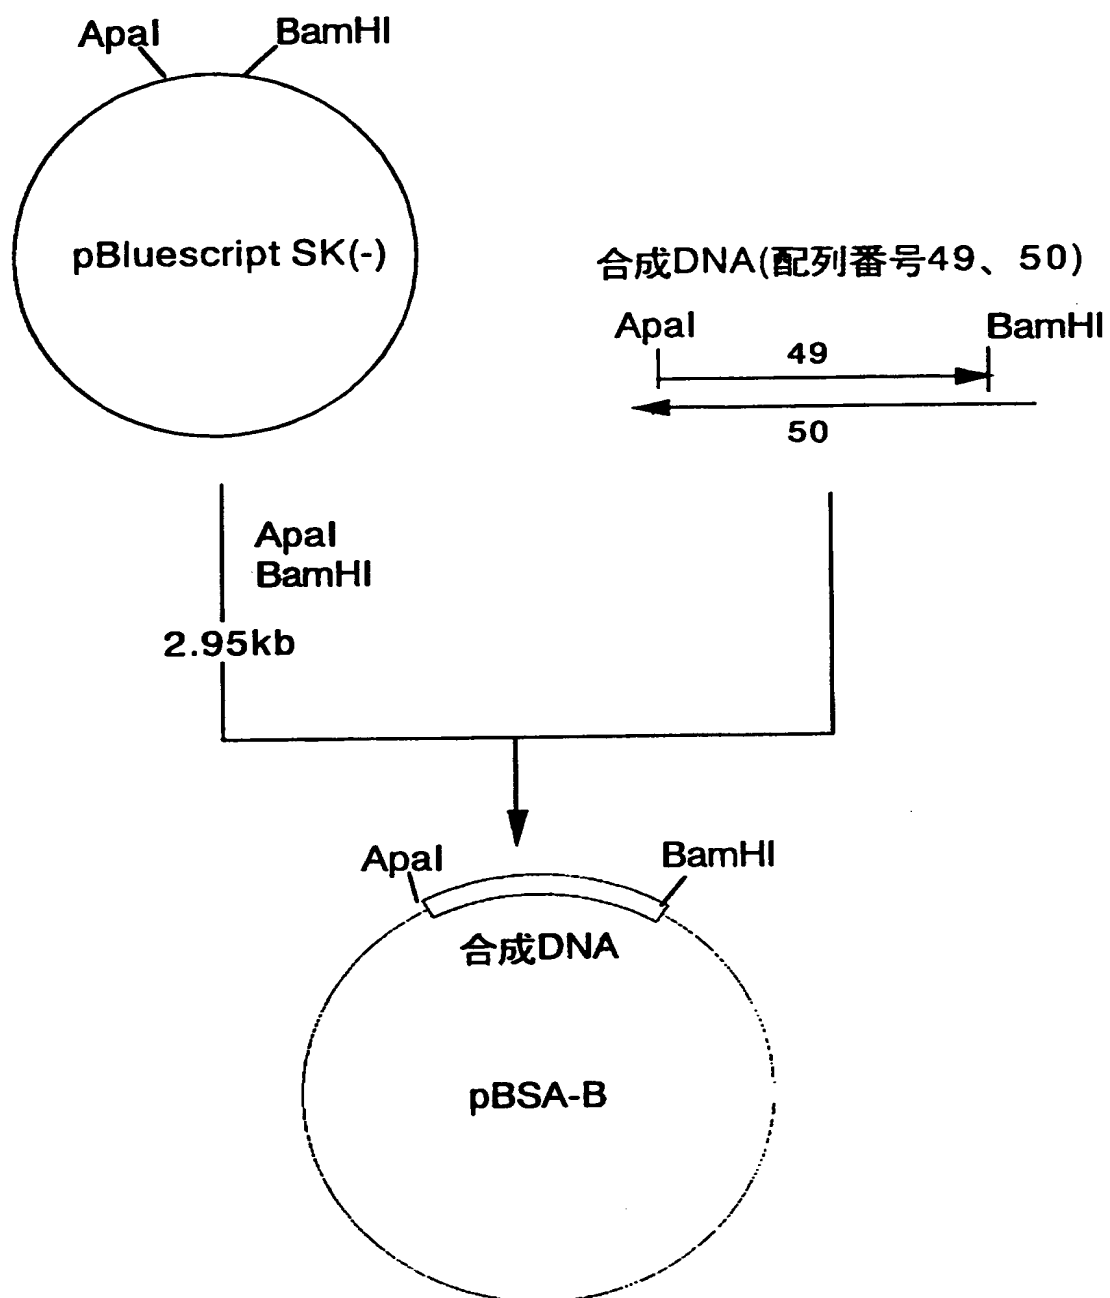 ApaI BamHI
pBluescript SK(-)
合成DNA(配列番号49、50)
ApaI BamHI
49
50
ApaI
BamHI
2.95kb
ApaI BamHI
合成DNA
pBSA-B